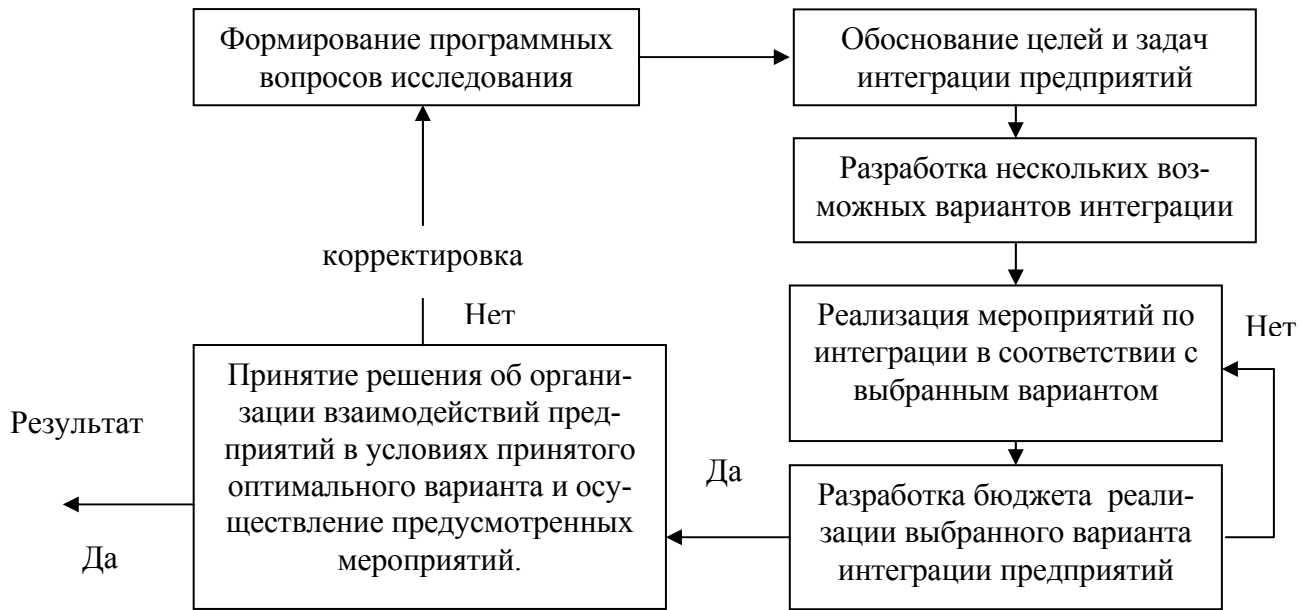 Формирование программных
вопросов исследования
Обоснование целей и задач
интеграции предприятий
Разработка нескольких воз-
можных вариантов интеграции
корректировка
Нет
Реализация мероприятий по
интеграции в соответствии с
выбранным вариантом
Нет
Принятие решения об органи-
зации взаимодействий пред-
приятий в условиях принятого
оптимального варианта и осу-
ществление предусмотренных
мероприятий.
Результат
Да
Да
Разработка бюджета реали-
зации выбранного варианта
интеграции предприятий